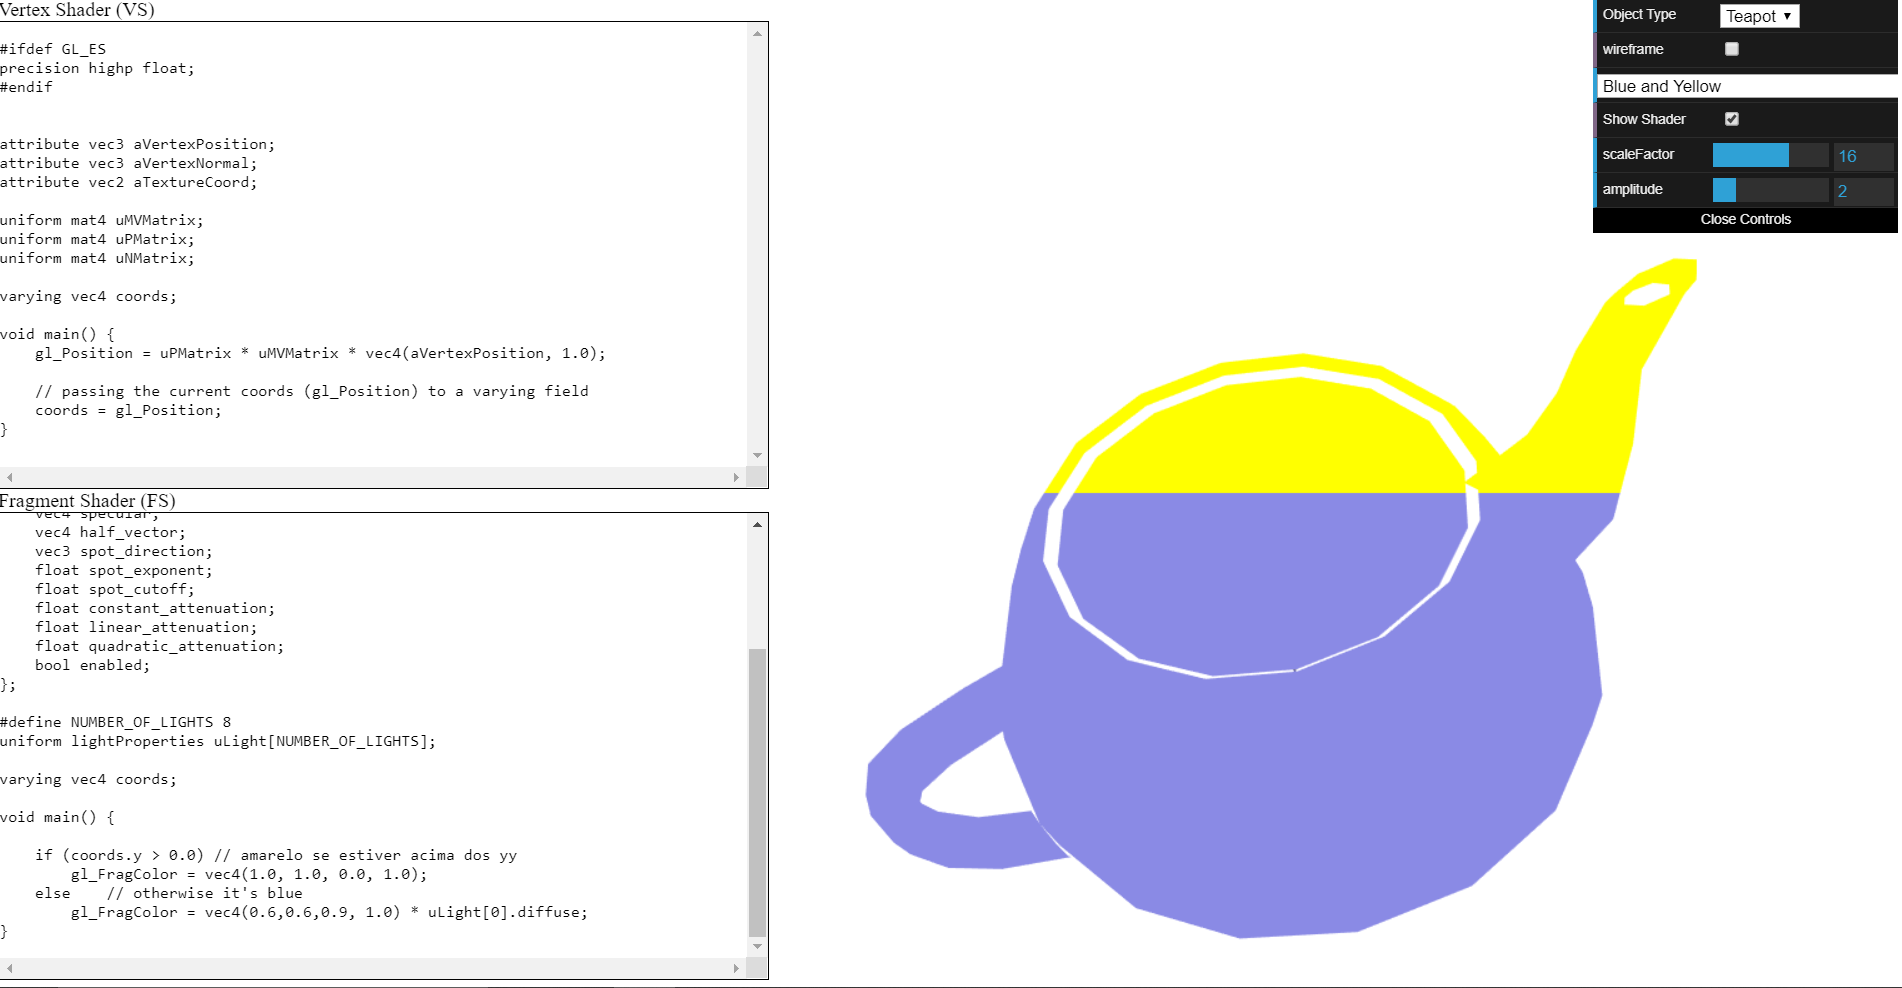 Vertex Shader (VS)
#ifdef GL_ES
precision highp float;
#endif
attribute vec3 aVertexPosition;
attribute vec3 aVertexNormal;
attribute vec2 aTextureCoord;
uniform mat4 uMVMatrix;
uniform mat4 uPMatrix;
uniform mat4 uNMatrix;
varying vec4 coords;
void main() {
    gl_Position = uPMatrix * uMVMatrix * vec4(aVertexPosition, 1.0);
    // passing the current coords (gl_Position) to a varying field
    coords = gl_Position;
}
Fragment Shader (FS)
    vec4 specular;
    vec4 half_vector;
    vec3 spot_direction;
    float spot_exponent;
    float spot_cutoff;
    float constant_attenuation;
    float linear_attenuation;
    float quadratic_attenuation;
    bool enabled;
};
#define NUMBER_OF_LIGHTS 8
uniform lightProperties uLight[NUMBER_OF_LIGHTS];
varying vec4 coords;
void main() {
    if (coords.y > 0.0) // amarelo se estiver acima dos yy
        gl_FragColor = vec4(1.0, 1.0, 0.0, 1.0);
    else    // otherwise it's blue
        gl_FragColor = vec4(0.6,0.6,0.9, 1.0) * uLight[0].diffuse;
}
Object Type Teapot
wireframe
Blue and Yellow
Show Shader
scaleFactor 16
amplitude 2
Close Controls